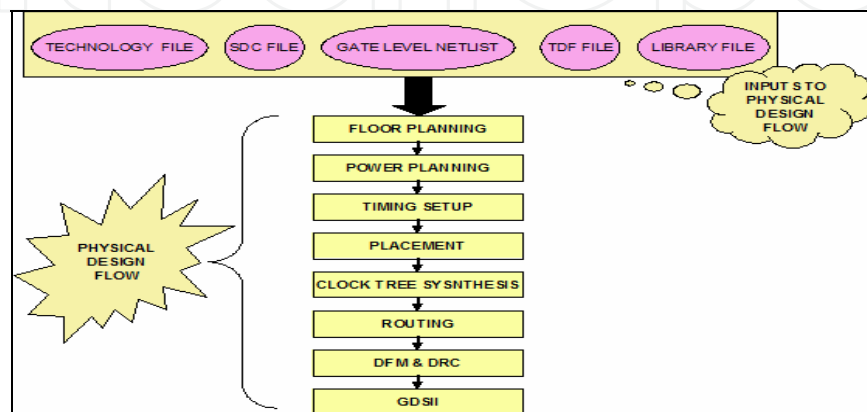 TECHNOLOGY FILE
SDC FILE
GATE LEVEL NETLIST
TDF FILE
LIBRARY FILE
INPUTS TO
PHYSICAL
DESIGN
FLOW
FLOOR PLANNING
POWER PLANNING
TIMING SETUP
PHYSICAL
DESIGN
FLOW
PLACEMENT
CLOCK TREE SYSNTHESIS
ROUTING
DFM & DRC
GDSII